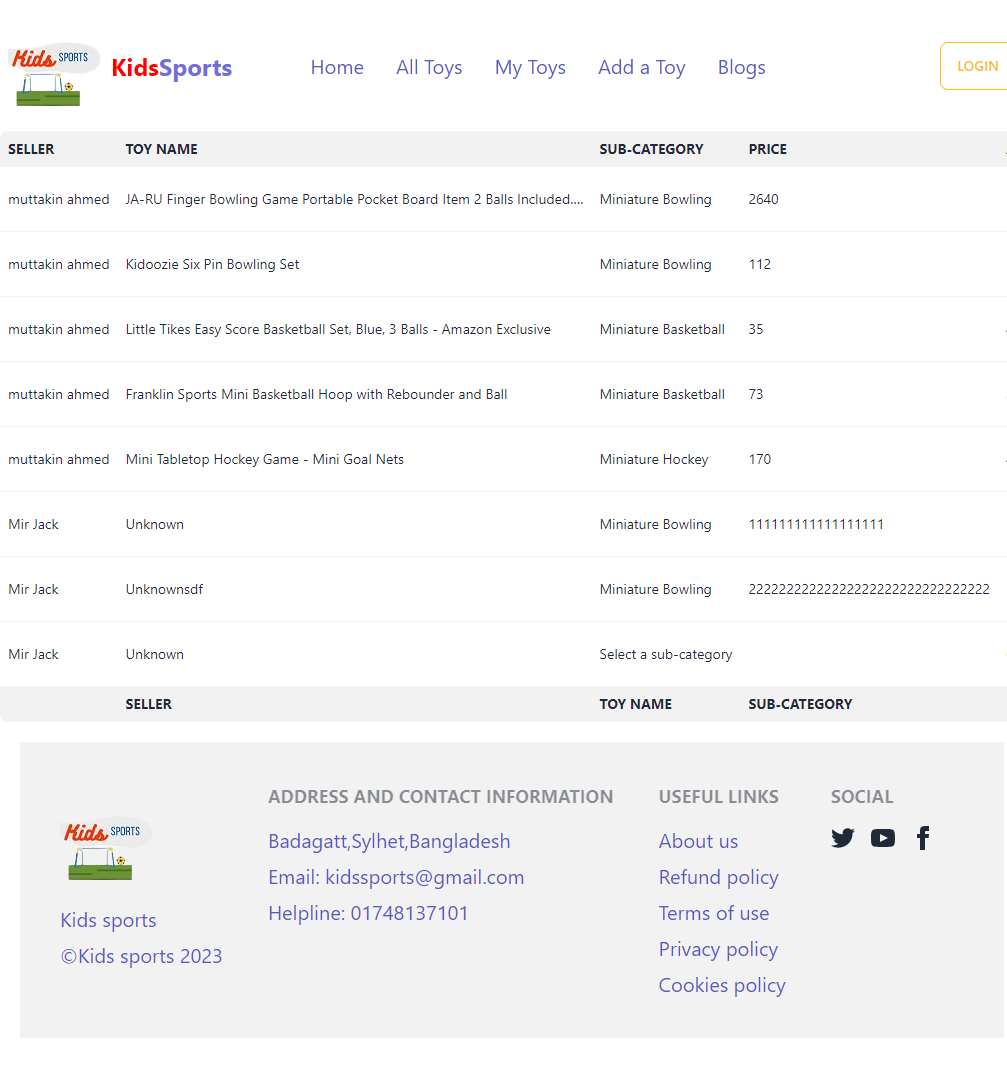 Kids SPORTS
KidsSports
Home All Toys My Toys Add a Toy Blogs
LOGIN
SELLER TOY NAME SUB-CATEGORY PRICE
muttakin ahmed JA-RU Finger Bowling Game Portable Pocket Board Item 2 Balls Included.... Miniature Bowling 2640
muttakin ahmed Kidoozie Six Pin Bowling Set Miniature Bowling 112
muttakin ahmed Little Tikes Easy Score Basketball Set, Blue, 3 Balls - Amazon Exclusive Miniature Basketball 35
muttakin ahmed Franklin Sports Mini Basketball Hoop with Rebounder and Ball Miniature Basketball 73
muttakin ahmed Mini Tabletop Hockey Game - Mini Goal Nets Miniature Hockey 170
Mir Jack Unknown Miniature Bowling 111111111111111111
Mir Jack Unknownsdf Miniature Bowling 22222222222222222222222222222222
Mir Jack Unknown Select a sub-category
SELLER TOY NAME SUB-CATEGORY
Kids SPORTS
Kids sports
©Kids sports 2023
ADDRESS AND CONTACT INFORMATION
Badagatt,Sylhet,Bangladesh
Email: kidssports@gmail.com
Helpline: 01748137101
USEFUL LINKS
About us
Refund policy
Terms of use
Privacy policy
Cookies policy
SOCIAL